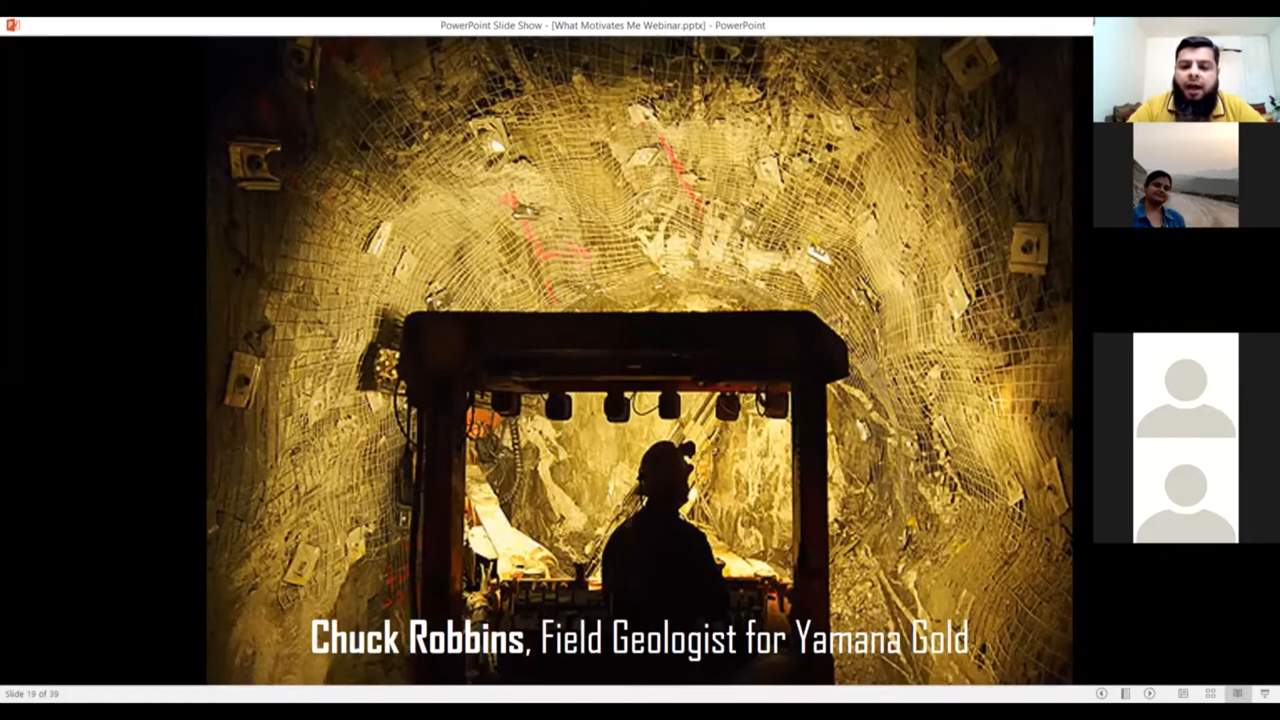 PowerPoint Slide Show - [What Motivates Me Webinar.pptx] - PowerPoint
Chuck Robbins, Field Geologist for Yamana Gold
Slide 19 of 39